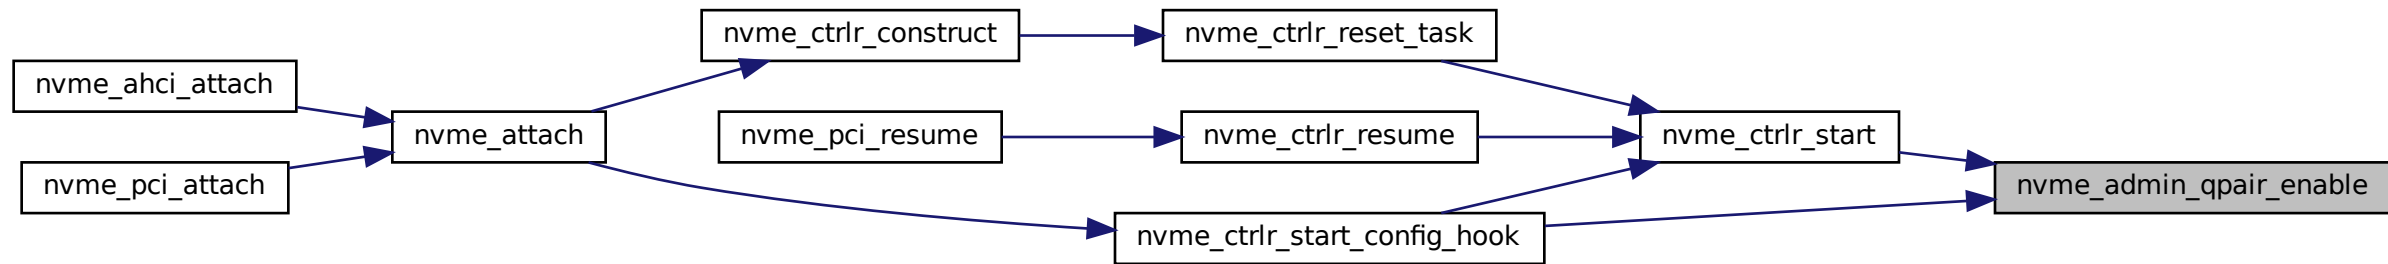 nvme_ctrlr_construct
nvme_ctrlr_reset_task
nvme_ahci_attach
nvme_attach
nvme_pci_resume
nvme_ctrlr_resume
nvme_ctrlr_start
nvme_pci_attach
nvme_admin_qpair_enable
nvme_ctrlr_start_config_hook